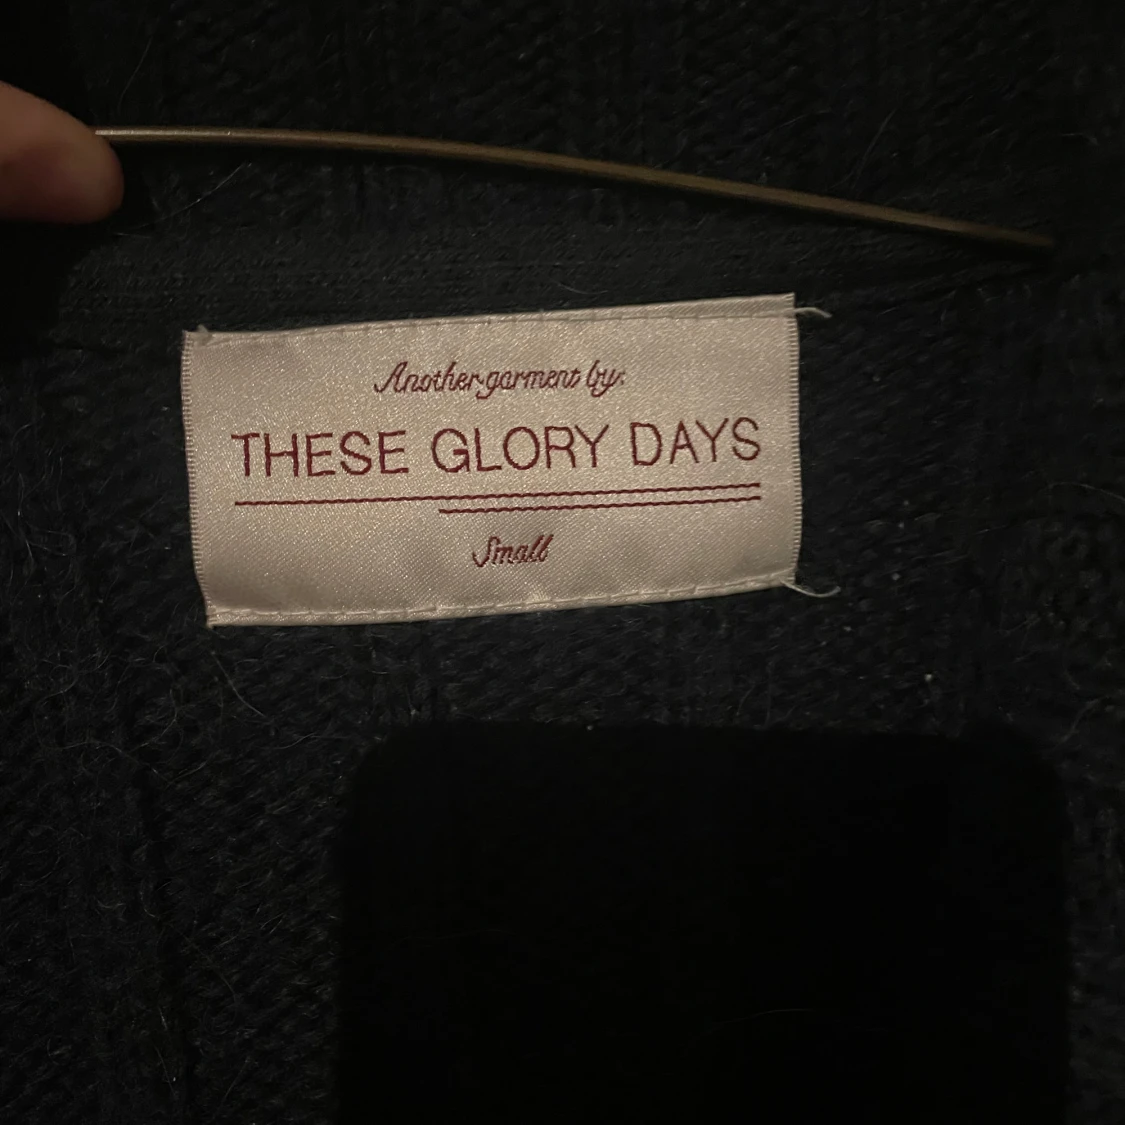 Another garment by:
THESE GLORY DAYS
Small